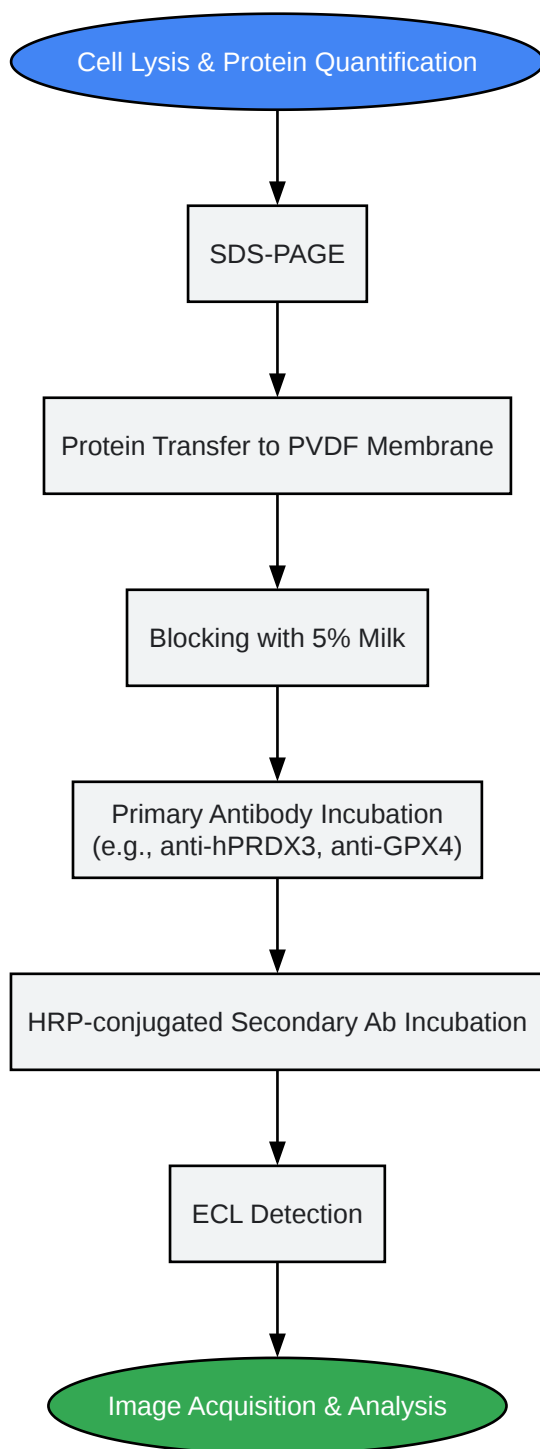 Cell Lysis & Protein Quantification
SDS-PAGE
Protein Transfer to PVDF Membrane
Blocking with 5% Milk
Primary Antibody Incubation
(e.g., anti-hPRDX3, anti-GPX4)
HRP-conjugated Secondary Ab Incubation
ECL Detection
Image Acquisition & Analysis